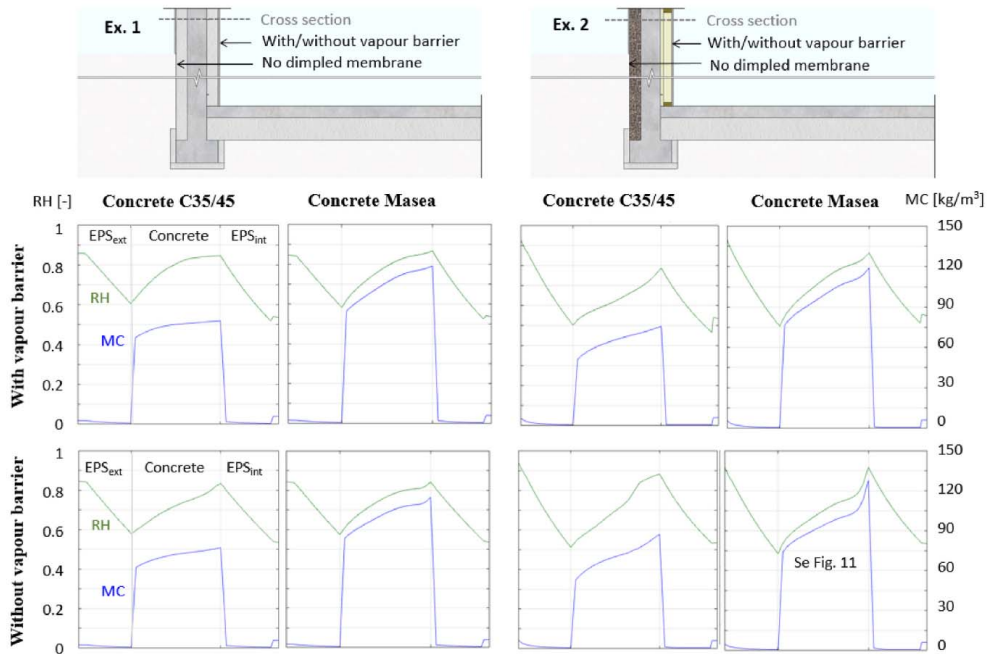 Ex. 1
Cross section
With/without vapour barrier
No dimpled membrane
Ex. 2
Cross section
With/without vapour barrier
No dimpled membrane
RH [-]
Concrete C35/45
Concrete Masea
Concrete C35/45
Concrete Masea
MC [kg/m³]
With vapour barrier
1
0.8
0.6
0.4
0.2
0
EPSext
Concrete
EPSint
RH
MC
150
120
90
60
30
0
Without vapour barrier
1
0.8
0.6
0.4
0.2
0
EPSext
Concrete
EPSint
RH
MC
Se Fig. 11
150
120
90
60
30
0